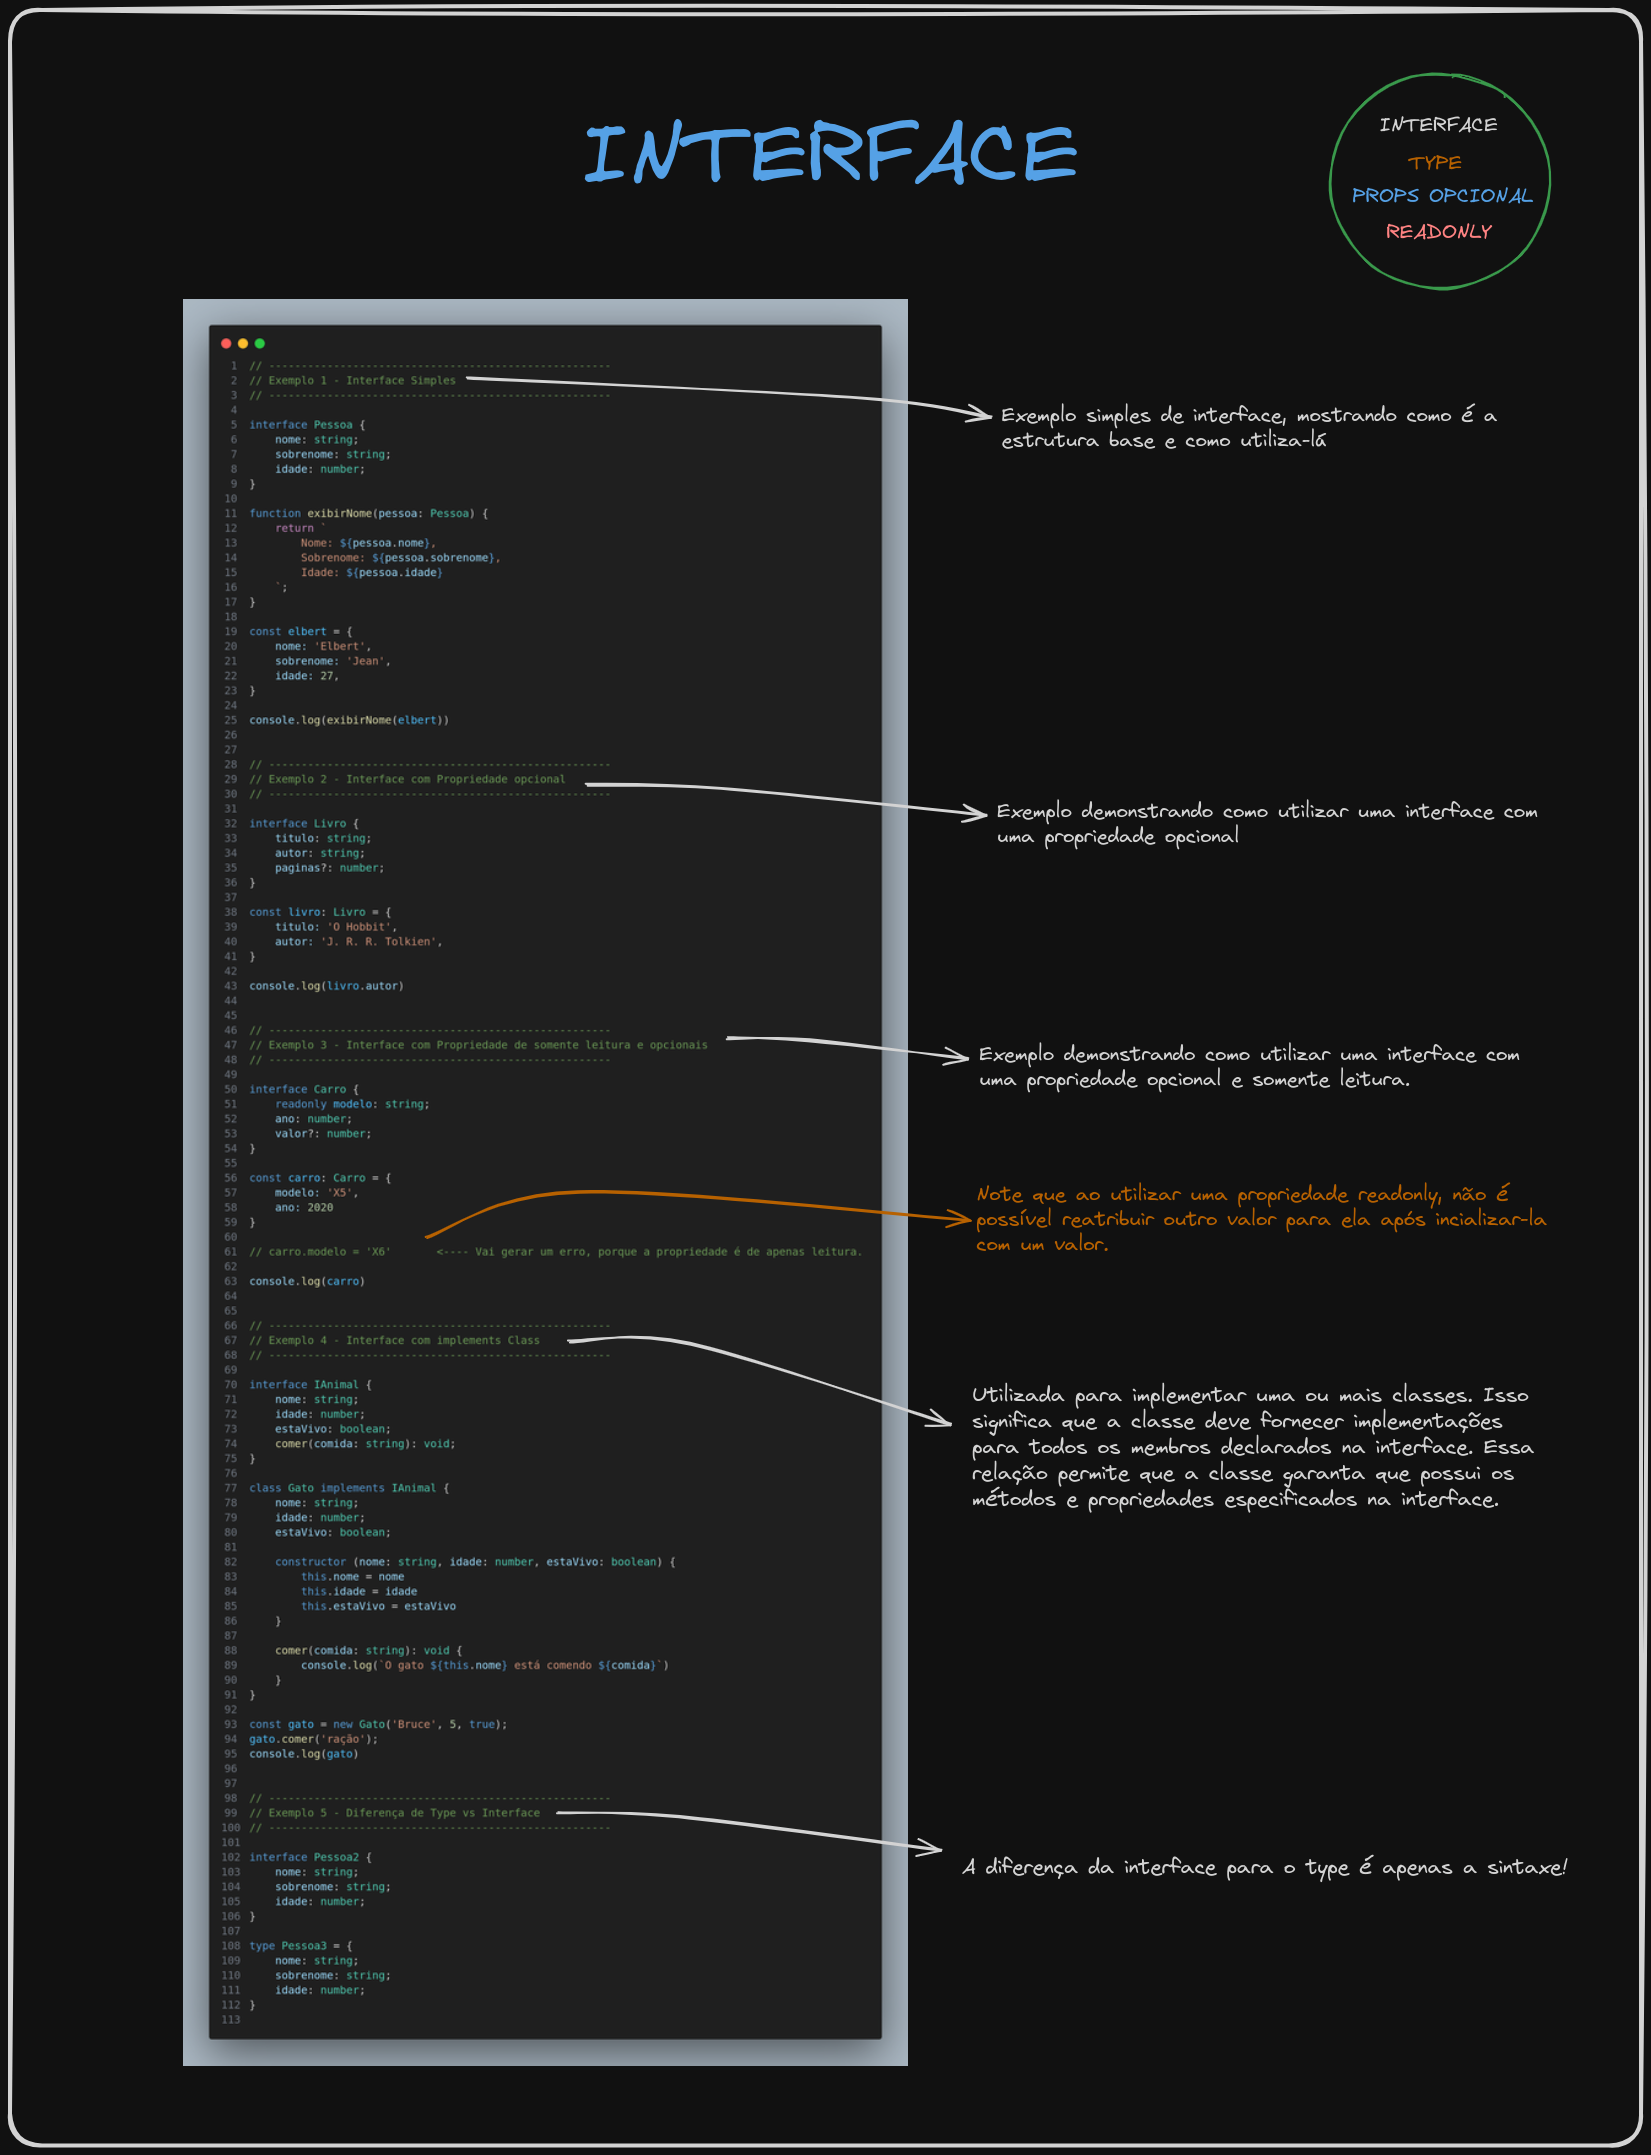 INTERFACE
INTERFACE
TYPE
PROPS OPCIONAL
READONLY
1 // -----------------------------------------------------
2 // Exemplo 1 - Interface Simples
3 // -----------------------------------------------------
4
5 interface Pessoa {
6     nome: string;
7     sobrenome: string;
8     idade: number;
9 }
10
11 function exibirNome(pessoa: Pessoa) {
12     return `
13         Nome: ${pessoa.nome},
14         Sobrenome: ${pessoa.sobrenome},
15         Idade: ${pessoa.idade}
16     `;
17 }
18
19 const elbert = {
20     nome: 'Elbert',
21     sobrenome: 'Jean',
22     idade: 27,
23 }
24
25 console.log(exibirNome(elbert))
26
27
28 // -----------------------------------------------------
29 // Exemplo 2 - Interface com Propriedade opcional
30 // -----------------------------------------------------
31
32 interface Livro {
33     titulo: string;
34     autor: string;
35     paginas?: number;
36 }
37
38 const livro: Livro = {
39     titulo: 'O Hobbit',
40     autor: 'J. R. R. Tolkien',
41 }
42
43 console.log(livro.autor)
44
45
46 // -----------------------------------------------------
47 // Exemplo 3 - Interface com Propriedade de somente leitura e opcionais
48 // -----------------------------------------------------
49
50 interface Carro {
51     readonly modelo: string;
52     ano: number;
53     valor?: number;
54 }
55
56 const carro: Carro = {
57     modelo: 'X5',
58     ano: 2020
59 }
60
61 // carro.modelo = 'X6'       <---- Vai gerar um erro, porque a propriedade é de apenas leitura.
62
63 console.log(carro)
64
65
66 // -----------------------------------------------------
67 // Exemplo 4 - Interface com implements Class
68 // -----------------------------------------------------
69
70 interface IAnimal {
71     nome: string;
72     idade: number;
73     estaVivo: boolean;
74     comer(comida: string): void;
75 }
76
77 class Gato implements IAnimal {
78     nome: string;
79     idade: number;
80     estaVivo: boolean;
81
82     constructor (nome: string, idade: number, estaVivo: boolean) {
83         this.nome = nome
84         this.idade = idade
85         this.estaVivo = estaVivo
86     }
87
88     comer(comida: string): void {
89         console.log(`O gato ${this.nome} está comendo ${comida}`)
90     }
91 }
92
93 const gato = new Gato('Bruce', 5, true);
94 gato.comer('ração');
95 console.log(gato)
96
97
98 // -----------------------------------------------------
99 // Exemplo 5 - Diferença de Type vs Interface
100 // -----------------------------------------------------
101
102 interface Pessoa2 {
103     nome: string;
104     sobrenome: string;
105     idade: number;
106 }
107
108 type Pessoa3 = {
109     nome: string;
110     sobrenome: string;
111     idade: number;
112 }
113
Exemplo simples de interface, mostrando como é a
estrutura base e como utiliza-lá
Exemplo demonstrando como utilizar uma interface com
uma propriedade opcional
Exemplo demonstrando como utilizar uma interface com
uma propriedade opcional e somente leitura.
Note que ao utilizar uma propriedade readonly, não é
possível reatribuir outro valor para ela após incializar-la
com um valor.
Utilizada para implementar uma ou mais classes. Isso
significa que a classe deve fornecer implementações
para todos os membros declarados na interface. Essa
relação permite que a classe garanta que possui os
métodos e propriedades especificados na interface.
A diferença da interface para o type é apenas a sintaxe!